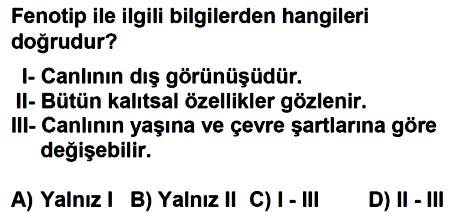 Fenotip ile ilgili bilgilerden hangileri
doğrudur?
I- Canlının dış görünüşüdür.
II- Bütün kalıtsal özellikler gözlenir.
III- Canlının yaşına ve çevre şartlarına göre
değişebilir.
A) Yalnız I B) Yalnız II C) I - III D) II - III